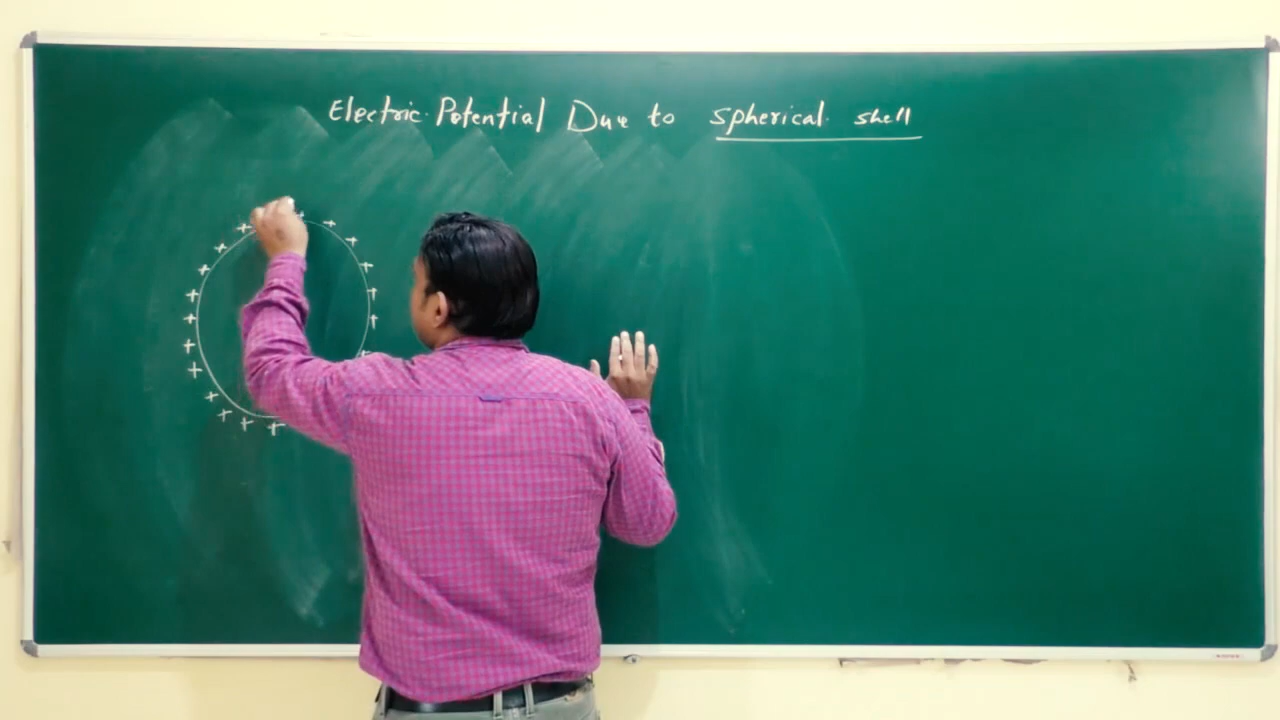 Electric Potential Due to spherical shell
+ + + + + + + + + + + + + + + + + +